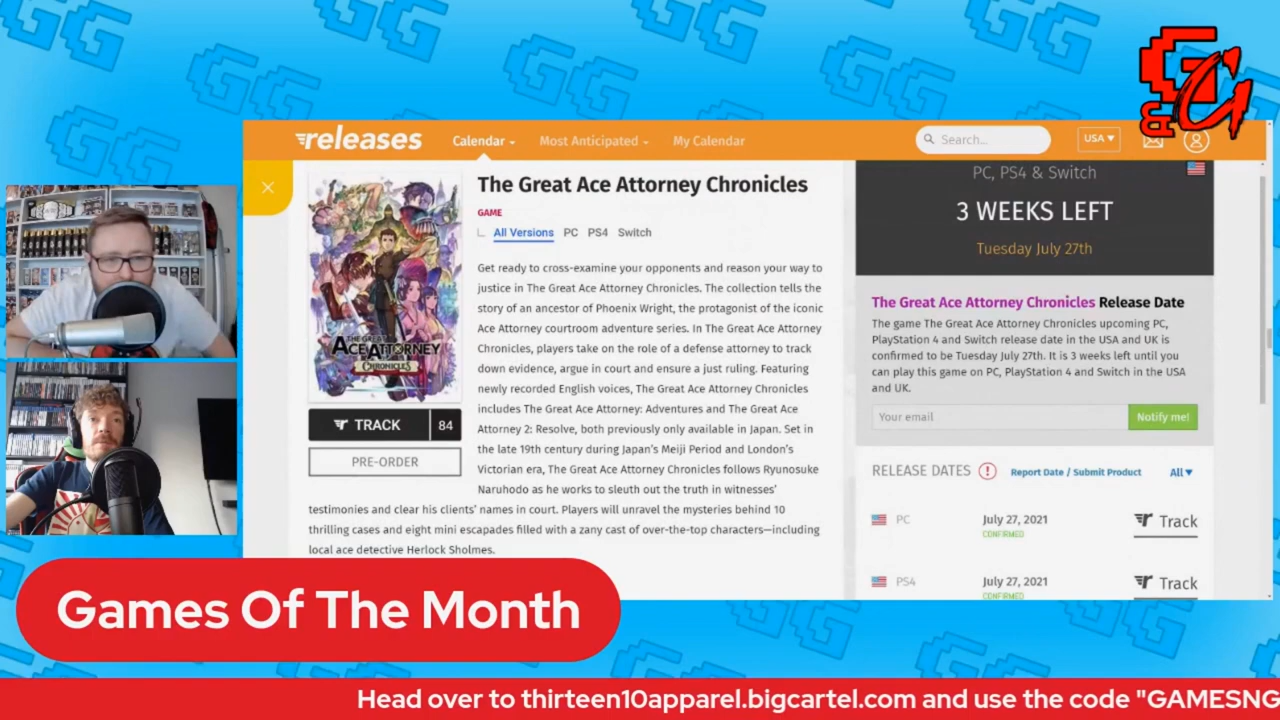 releases
Calendar
Most Anticipated
My Calendar
Search...
USA
The Great Ace Attorney Chronicles
GAME
All Versions PC PS4 Switch
Get ready to cross-examine your opponents and reason your way to
justice in The Great Ace Attorney Chronicles. The collection tells the
story of an ancestor of Phoenix Wright, the protagonist of the iconic
Ace Attorney courtroom adventure series. In The Great Ace Attorney
Chronicles, players take on the role of a defense attorney to track
down evidence, argue in court and ensure a just ruling. Featuring
newly recorded English voices, The Great Ace Attorney Chronicles
includes The Great Ace Attorney: Adventures and The Great Ace
Attorney 2: Resolve, both previously only available in Japan. Set in
the late 19th century during Japan's Meiji Period and London's
Victorian era, The Great Ace Attorney Chronicles follows Ryunosuke
Naruhodo as he works to sleuth out the truth in witnesses'
testimonies and clear his clients' names in court. Players will unravel the mysteries behind 10
thrilling cases and eight mini escapades filled with a zany cast of over-the-top characters—including
local ace detective Herlock Sholmes.
THE GREAT
ACE ATTORNEY
CHRONICLES
TRACK 84
PRE-ORDER
PC, PS4 & Switch
3 WEEKS LEFT
Tuesday July 27th
The Great Ace Attorney Chronicles Release Date
The game The Great Ace Attorney Chronicles upcoming PC,
PlayStation 4 and Switch release date in the USA and UK is
confirmed to be Tuesday July 27th. It is 3 weeks left until you
can play this game on PC, PlayStation 4 and Switch in the USA
and UK.
Your email
Notify me!
RELEASE DATES
Report Date / Submit Product
All
PC
July 27, 2021
CONFIRMED
Track
PS4
July 27, 2021
CONFIRMED
Track
Games Of The Month
Head over to thirteen10apparel.bigcartel.com and use the code "GAMESNG